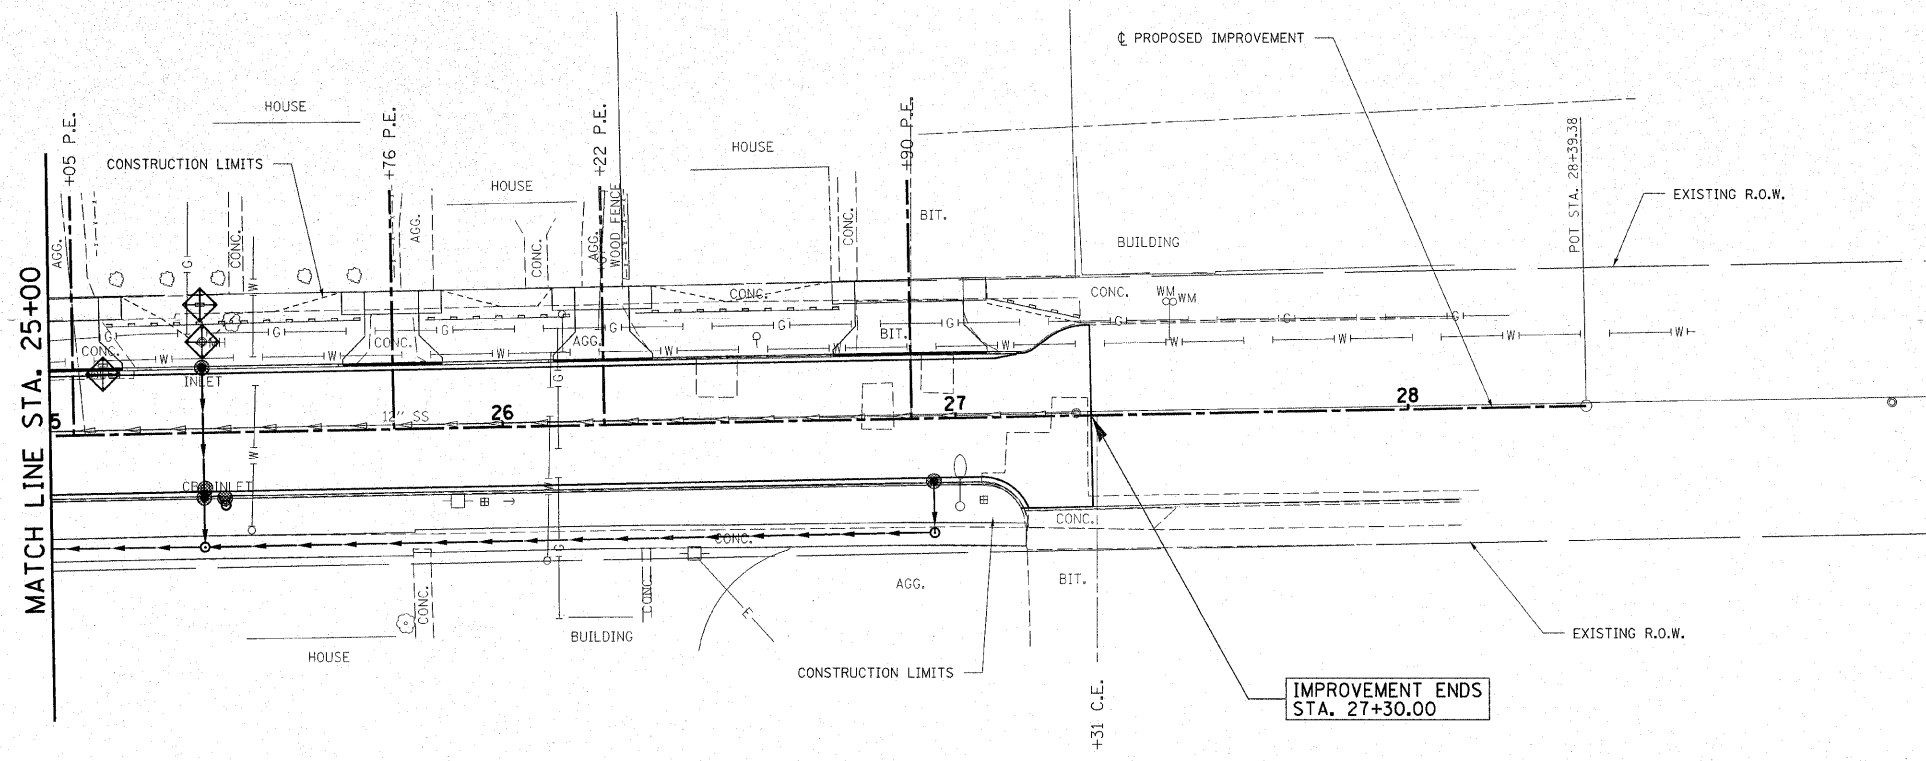 ℄ PROPOSED IMPROVEMENT
HOUSE
+05 P.E.
+76 P.E.
+22 P.E.
+90 P.E.
POT STA. 28+39.38
CONSTRUCTION LIMITS
HOUSE
HOUSE
EXISTING R.O.W.
AGG.
CONC.
AGG.
CONC.
AGG.
WOOD FENCE
CONC.
BIT.
BUILDING
G
W
CONC.
CONC.
WM
WM
G
G
G
G
G
G
G
G
CONC.
W
W
CONC.
W
AGG.
W
W
BIT.
W
W
W
W
W
MATCH LINE STA. 25+00
INLET
G
5
12" SS
26
27
28
W
W
CB
INLET
CONC.
CONC.
G
CONC.
CONC.
E
AGG.
BIT.
HOUSE
BUILDING
CONSTRUCTION LIMITS
EXISTING R.O.W.
+31 C.E.
IMPROVEMENT ENDS
STA. 27+30.00